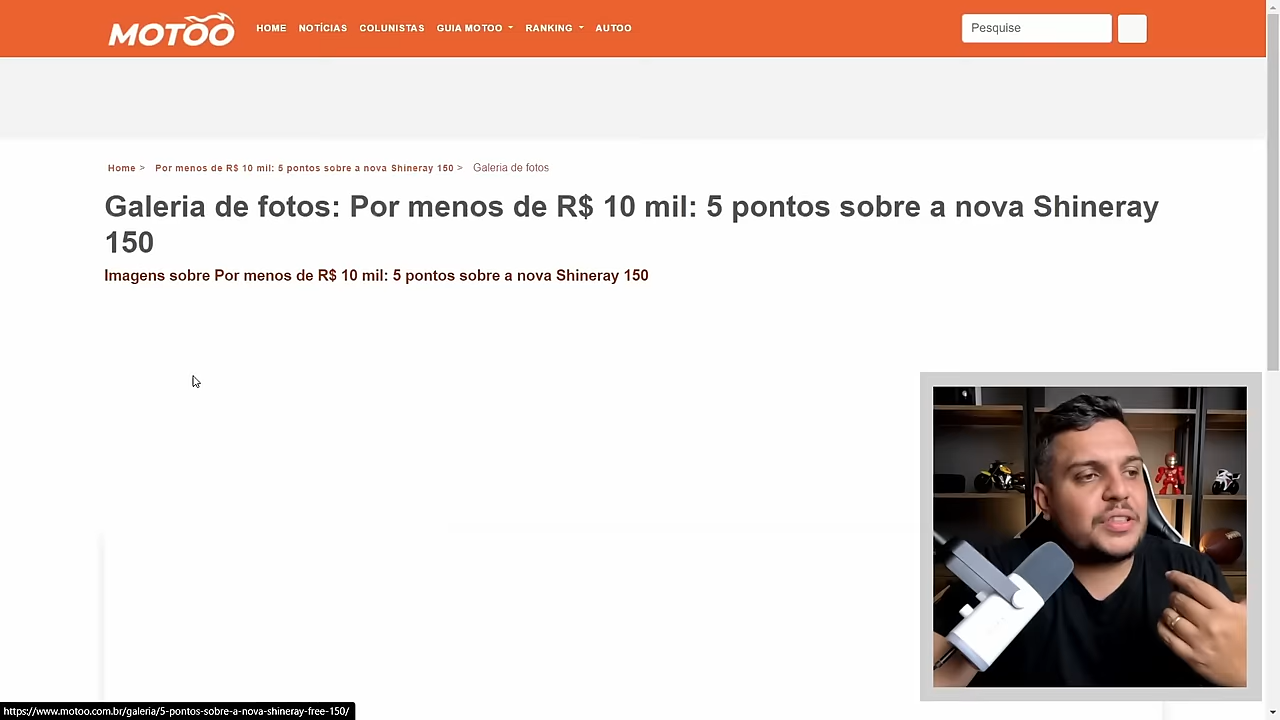 MOTOO
HOME NOTÍCIAS COLUNISTAS GUIA MOTOO RANKING AUTOO
Pesquise
Home > Por menos de R$ 10 mil: 5 pontos sobre a nova Shineray 150 > Galeria de fotos
Galeria de fotos: Por menos de R$ 10 mil: 5 pontos sobre a nova Shineray
150
Imagens sobre Por menos de R$ 10 mil: 5 pontos sobre a nova Shineray 150
https://www.motoo.com.br/galeria/5-pontos-sobre-a-nova-shineray-free-150/